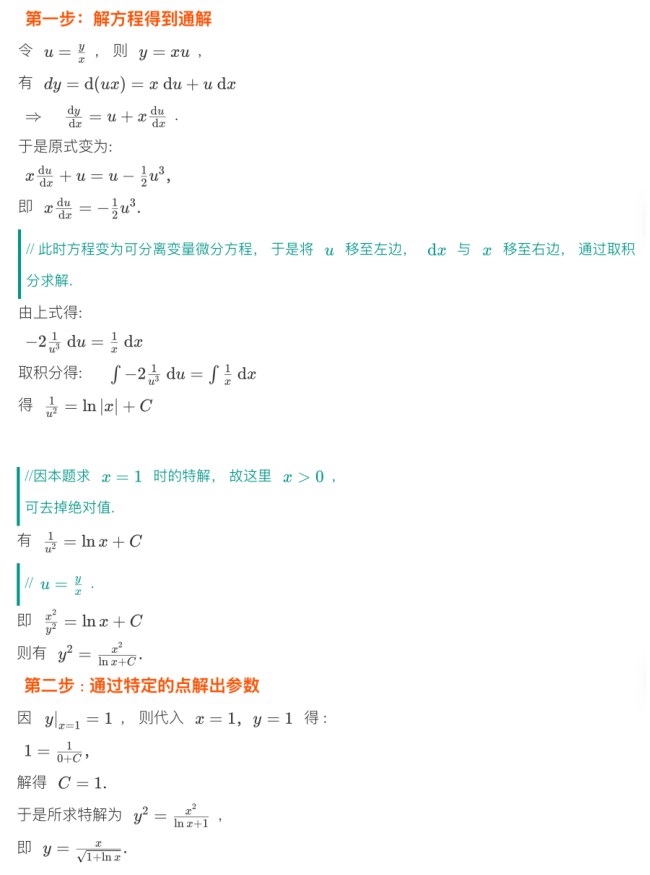 第一步：解方程得到通解
令 u = y/x ， 则 y = xu ，
有 dy = d(ux) = x du + u dx
⇒ dy/dx = u + x du/dx .
于是原式变为:
x du/dx + u = u − 1/2 u³,
即 x du/dx = −1/2 u³.
// 此时方程变为可分离变量微分方程， 于是将 u 移至左边， dx 与 x 移至右边， 通过取积
分求解.
由上式得:
−2 1/u³ du = 1/x dx
取积分得: ∫ −2 1/u³ du = ∫ 1/x dx
得 1/u² = ln |x| + C
//因本题求 x = 1 时的特解， 故这里 x > 0 ，
可去掉绝对值.
有 1/u² = ln x + C
// u = y/x .
即 x²/y² = ln x + C
则有 y² = x²/(ln x+C).
第二步：通过特定的点解出参数
因 y|x=1 = 1 ， 则代入 x = 1, y = 1 得：
1 = 1/(0+C),
解得 C = 1.
于是所求特解为 y² = x²/(ln x+1) ，
即 y = x/√(1+ln x).